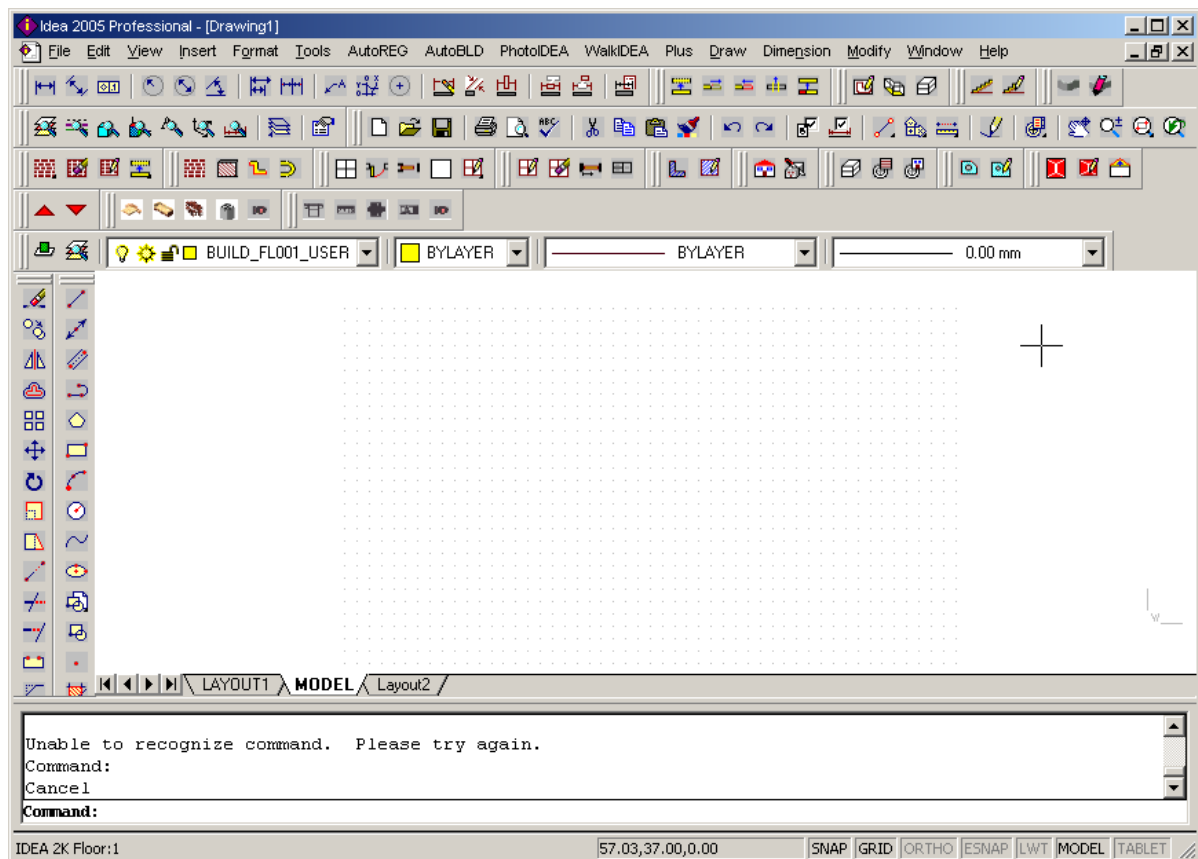 Idea 2005 Professional - [Drawing1]
File Edit View Insert Format Tools AutoREG AutoBLD PhotoIDEA WalkIDEA Plus Draw Dimension Modify Window Help
ABC
BUILD_FL001_USER BYLAYER BYLAYER 0.00 mm
W
LAYOUT1 MODEL Layout2
Unable to recognize command. Please try again.
Command:
Cancel
Command:
IDEA 2K Floor:1 57.03,37.00,0.00 SNAP GRID ORTHO ESNAP LWT MODEL TABLET